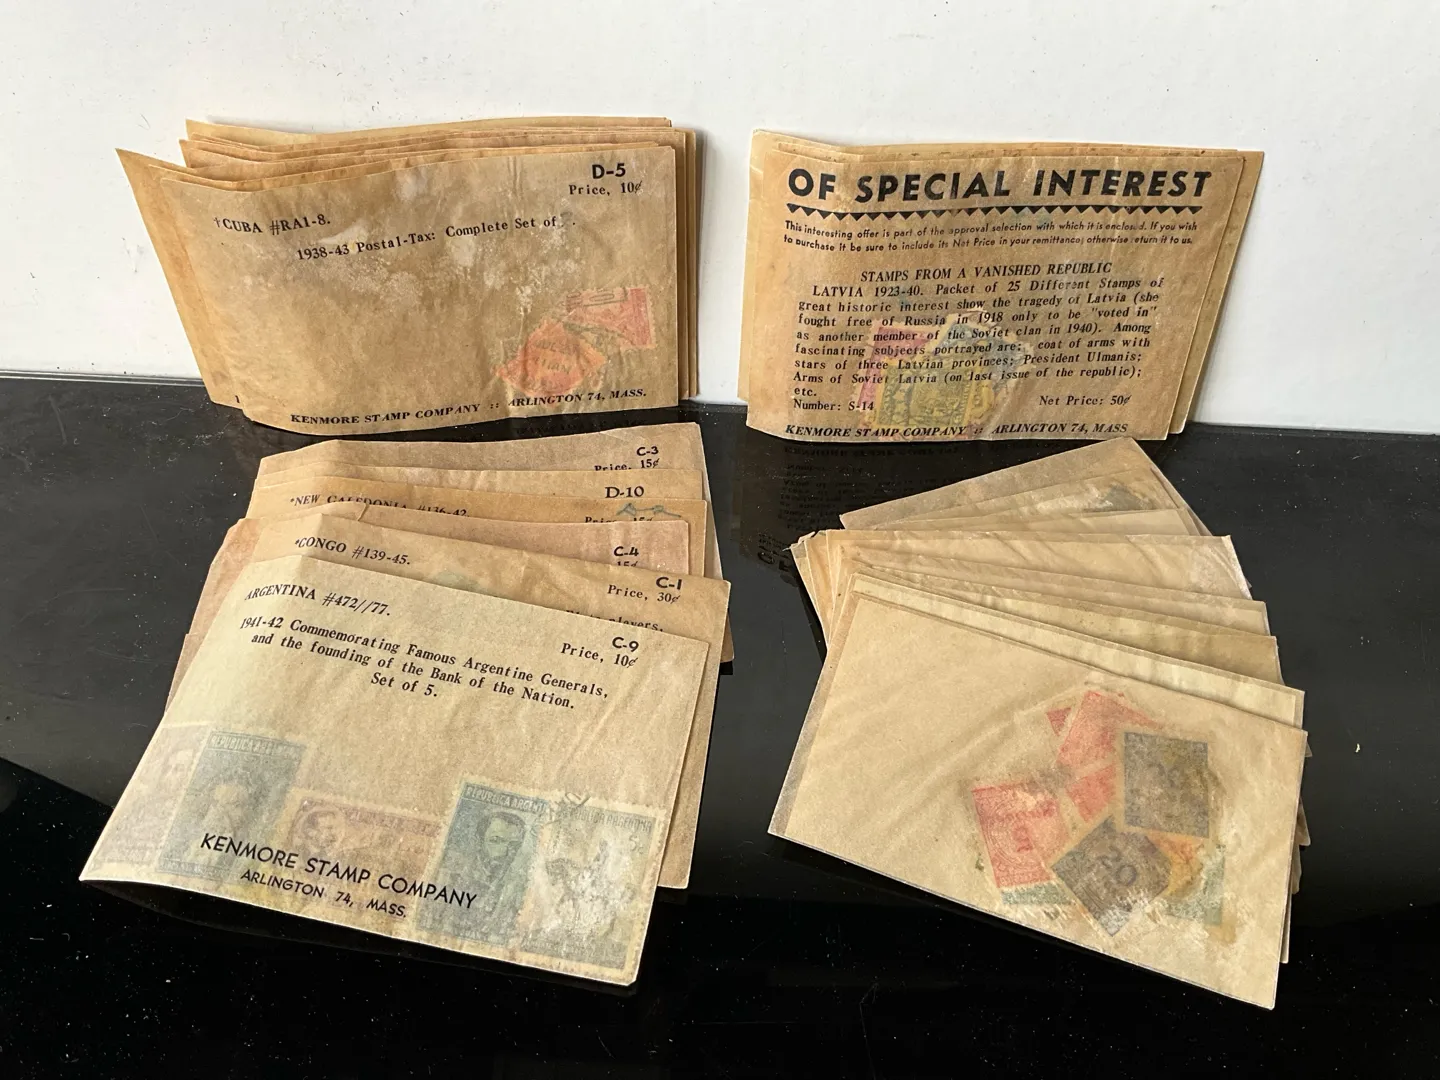 D-5
Price, 10¢
†CUBA #RA1-8.
1938-43 Postal-Tax: Complete Set of
KENMORE STAMP COMPANY :: ARLINGTON 74, MASS.
OF SPECIAL INTEREST
This interesting offer is part of the approval selection with which it is enclosed. If you wish
to purchase it be sure to include its Net Price in your remittance; otherwise return it to us.
STAMPS FROM A VANISHED REPUBLIC
LATVIA 1923-40. Packet of 25 Different Stamps of
great historic interest show the tragedy of Latvia (she
fought free of Russia in 1918 only to be "voted in"
as another member of the Soviet clan in 1940). Among
fascinating subjects portrayed are: coat of arms with
stars of three Latvian provinces; President Ulmanis;
Arms of Soviet Latvia (on last issue of the republic);
etc.
Number: S-14 Net Price: 50¢
KENMORE STAMP COMPANY :: ARLINGTON 74, MASS
C-3
Price, 15¢
D-10
*NEW CALEDONIA #136-42.
15¢
C-4
15¢
*CONGO #139-45.
C-1
Price, 30¢
players,
ARGENTINA #472//77.
C-9
Price, 10¢
1941-42 Commemorating Famous Argentine Generals,
and the founding of the Bank of the Nation.
Set of 5.
REPUBLICA ARGENTINA
KENMORE STAMP COMPANY
ARLINGTON 74, MASS.